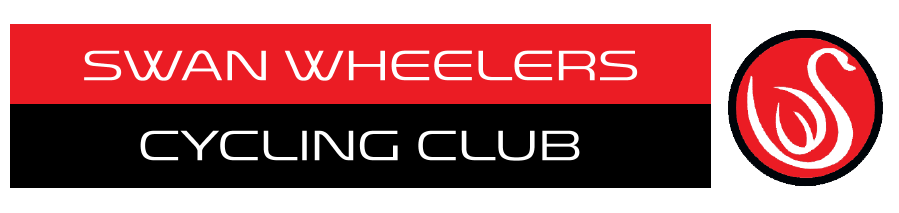 SWAN WHEELERS
CYCLING CLUB